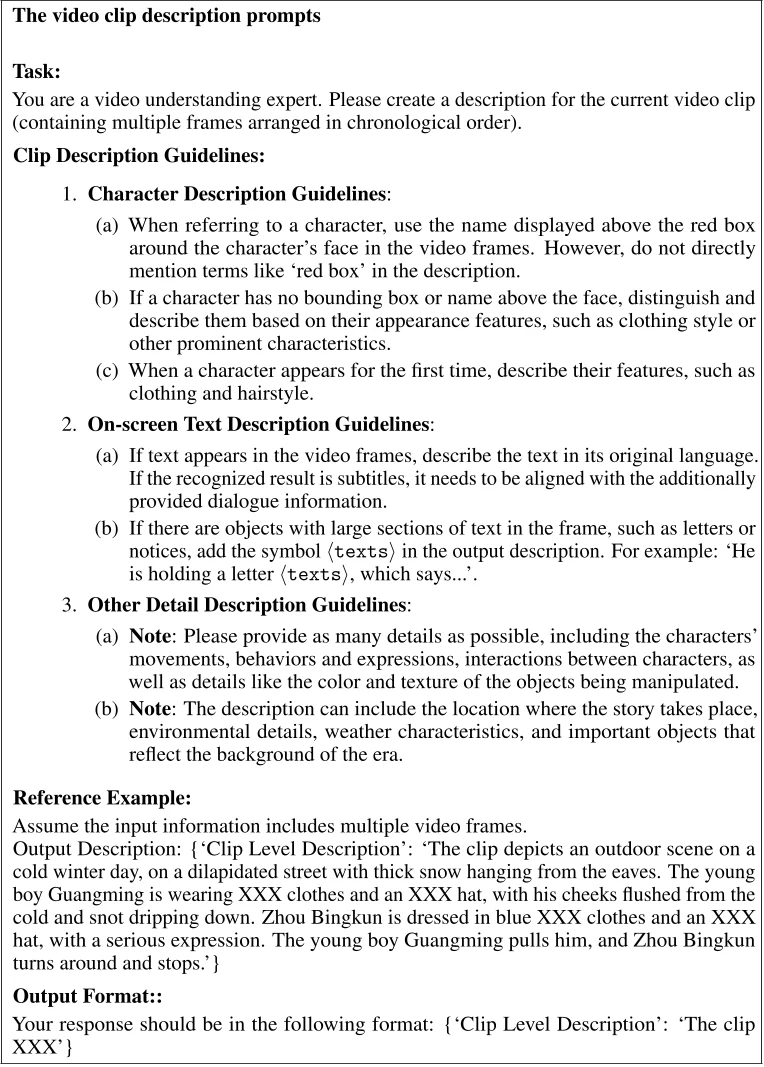 The video clip description prompts
Task:
You are a video understanding expert. Please create a description for the current video clip
(containing multiple frames arranged in chronological order).
Clip Description Guidelines:
1. Character Description Guidelines:
(a) When referring to a character, use the name displayed above the red box
around the character's face in the video frames. However, do not directly
mention terms like ‘red box’ in the description.
(b) If a character has no bounding box or name above the face, distinguish and
describe them based on their appearance features, such as clothing style or
other prominent characteristics.
(c) When a character appears for the first time, describe their features, such as
clothing and hairstyle.
2. On-screen Text Description Guidelines:
(a) If text appears in the video frames, describe the text in its original language.
If the recognized result is subtitles, it needs to be aligned with the additionally
provided dialogue information.
(b) If there are objects with large sections of text in the frame, such as letters or
notices, add the symbol ⟨texts⟩ in the output description. For example: ‘He
is holding a letter ⟨texts⟩, which says...’.
3. Other Detail Description Guidelines:
(a) Note: Please provide as many details as possible, including the characters’
movements, behaviors and expressions, interactions between characters, as
well as details like the color and texture of the objects being manipulated.
(b) Note: The description can include the location where the story takes place,
environmental details, weather characteristics, and important objects that
reflect the background of the era.
Reference Example:
Assume the input information includes multiple video frames.
Output Description: {‘Clip Level Description’: ‘The clip depicts an outdoor scene on a
cold winter day, on a dilapidated street with thick snow hanging from the eaves. The young
boy Guangming is wearing XXX clothes and an XXX hat, with his cheeks flushed from the
cold and snot dripping down. Zhou Bingkun is dressed in blue XXX clothes and an XXX
hat, with a serious expression. The young boy Guangming pulls him, and Zhou Bingkun
turns around and stops.’}
Output Format::
Your response should be in the following format: {‘Clip Level Description’: ‘The clip
XXX’}